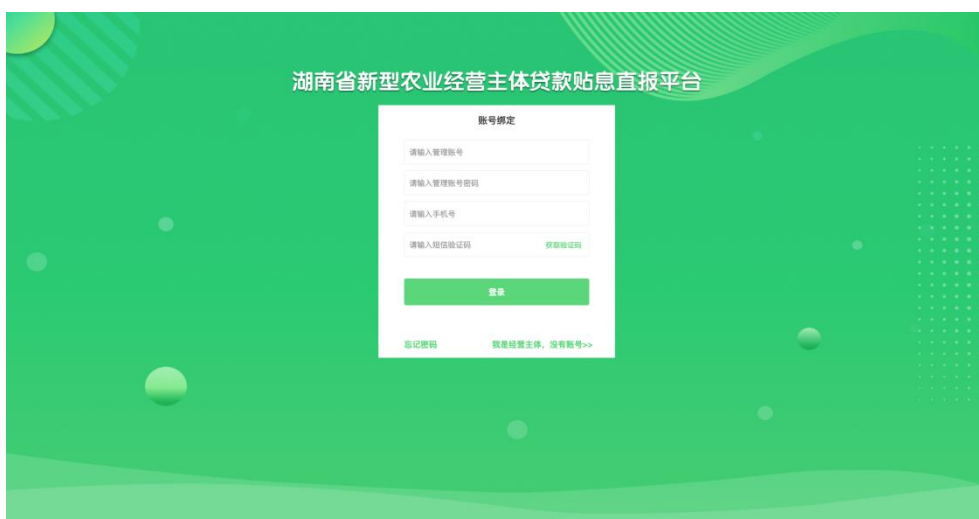 湖南省新型农业经营主体贷款贴息直报平台
账号绑定
请输入管理账号
请输入管理账号密码
请输入手机号
请输入短信验证码 获取验证码
登录
忘记密码 我是经营主体，没有账号>>